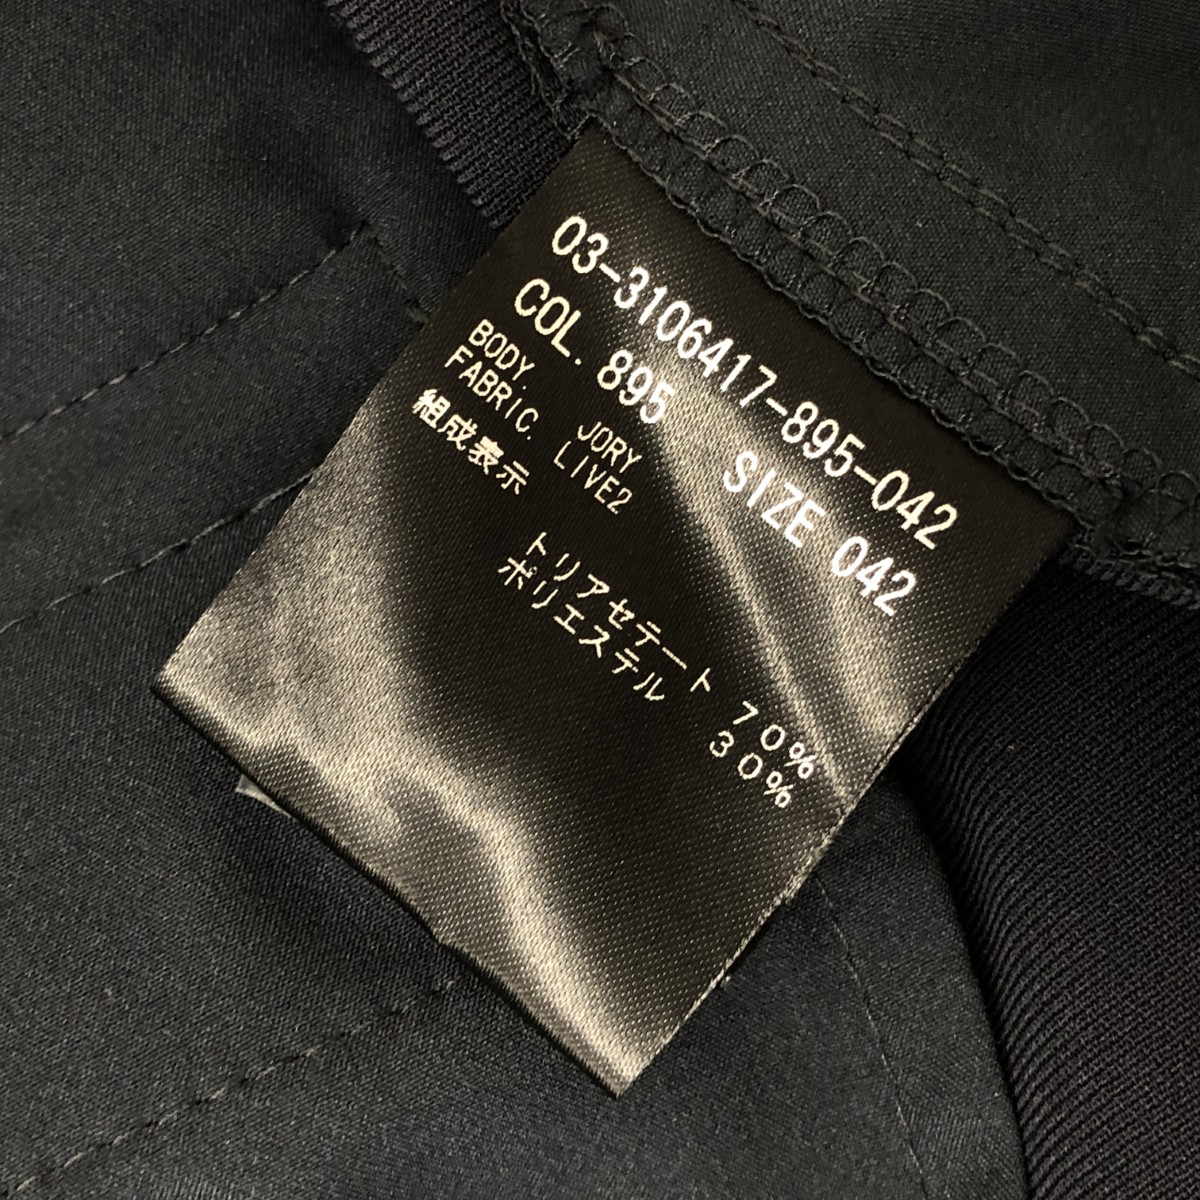 03-3106417-895-042
COL. 895 SIZE 042
BODY. JORY
FABRIC. LIVE2
組成表示
トリアセテート 70%
ポリエステル 30%